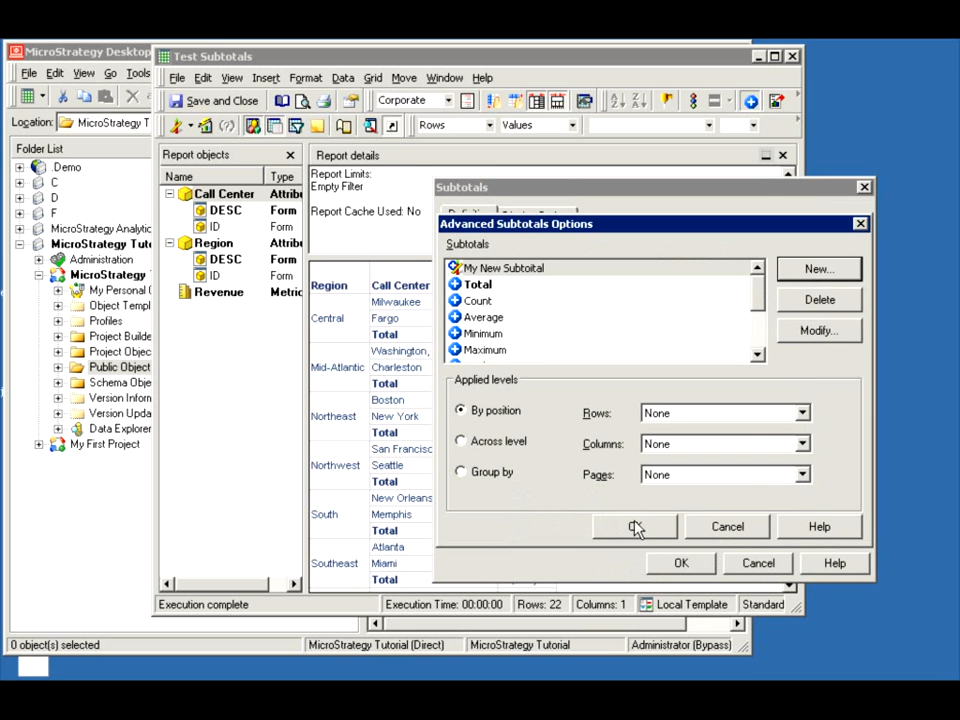 MicroStrategy Desktop
File Edit View Go Tools
Location: MicroStrategy T
Folder List
.Demo
C
D
F
MicroStrategy Analytic
MicroStrategy Tuto
Administration
MicroStrategy
My Personal
Object Templ
Profiles
Project Builde
Project Objec
Public Object
Schema Obje
Version Inform
Version Upda
Data Explorer
My First Project
0 object(s) selected
MicroStrategy Tutorial (Direct)
MicroStrategy Tutorial
Administrator (Bypass)
Test Subtotals
File Edit View Insert Format Data Grid Move Window Help
Save and Close
Corporate
Rows
Values
Report objects
Name Type
Call Center Attribu
DESC Form
ID Form
Region Attribu
DESC Form
ID Form
Revenue Metric
Report details
Report Limits:
Empty Filter
Report Cache Used: No
Region Call Center
Milwaukee
Central Fargo
Total
Washington,
Mid-Atlantic Charleston
Total
Boston
Northeast New York
Total
San Francisc
Northwest Seattle
Total
New Orleans
South Memphis
Total
Atlanta
Southeast Miami
Total
Execution complete
Execution Time: 00:00:00
Rows: 22
Columns: 1
Local Template
Standard
Subtotals
Advanced Subtotals Options
Subtotals
My New Subtoital
Total
Count
Average
Minimum
Maximum
New...
Delete
Modify...
Applied levels
By position
Across level
Group by
Rows: None
Columns: None
Pages: None
Cancel
Help
OK
Cancel
Help